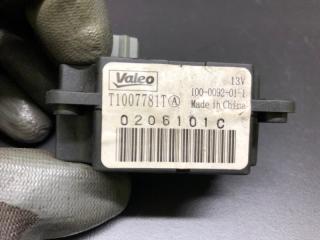 Valeo
13V
T1007781T Ⓐ
100-0092-01-1
Made in China
0206101C